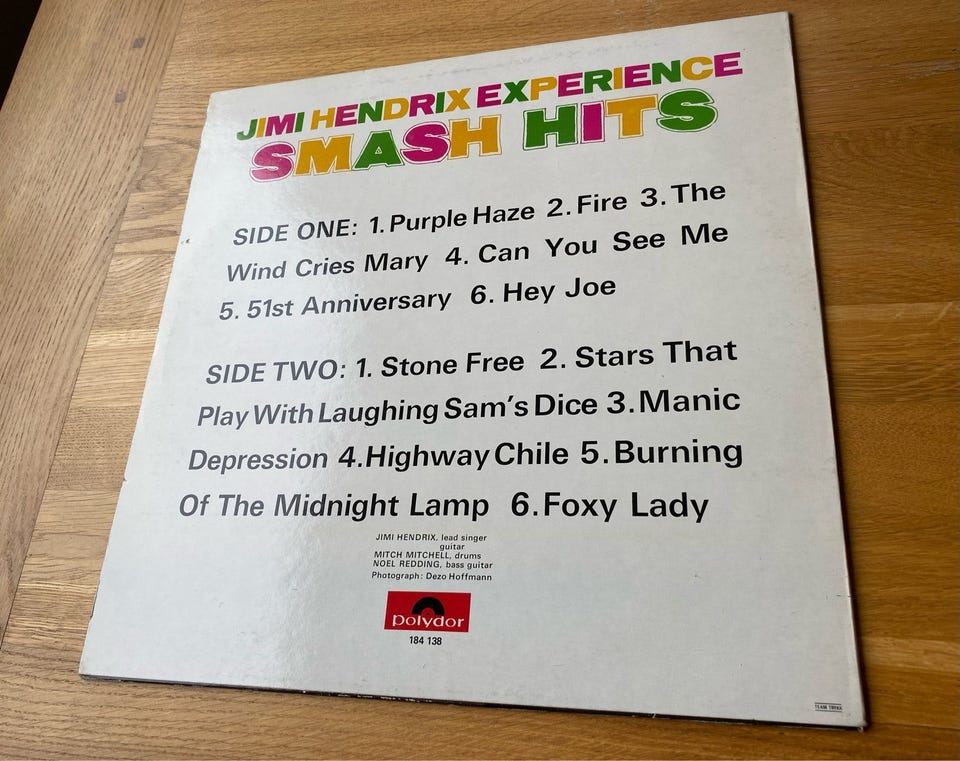 JIMI HENDRIX EXPERIENCE
SMASH HITS
SIDE ONE: 1. Purple Haze 2. Fire 3. The
Wind Cries Mary 4. Can You See Me
5. 51st Anniversary 6. Hey Joe
SIDE TWO: 1. Stone Free 2. Stars That
Play With Laughing Sam's Dice 3. Manic
Depression 4. Highway Chile 5. Burning
Of The Midnight Lamp 6. Foxy Lady
JIMI HENDRIX, lead singer
guitar
MITCH MITCHELL, drums
NOEL REDDING, bass guitar
Photograph: Dezo Hoffmann
polydor
184 138